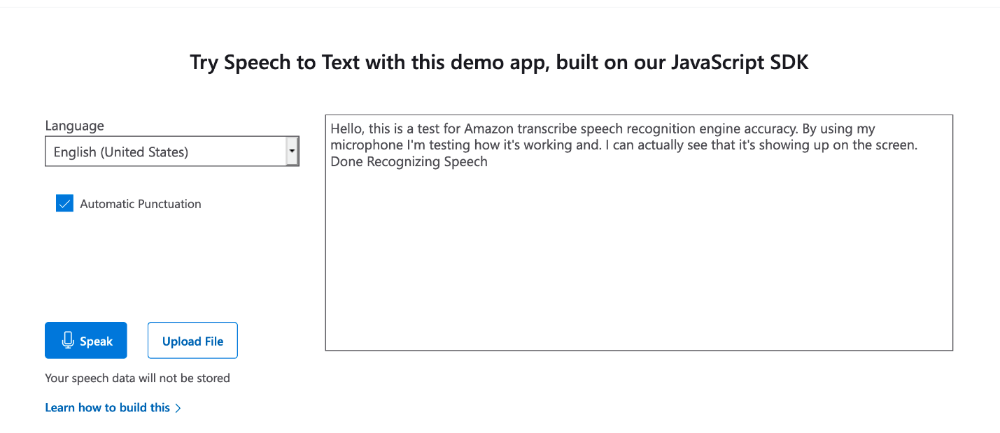 Try Speech to Text with this demo app, built on our JavaScript SDK
Language
English (United States)
Automatic Punctuation
Hello, this is a test for Amazon transcribe speech recognition engine accuracy. By using my
microphone I'm testing how it's working and. I can actually see that it's showing up on the screen.
Done Recognizing Speech
Speak
Upload File
Your speech data will not be stored
Learn how to build this